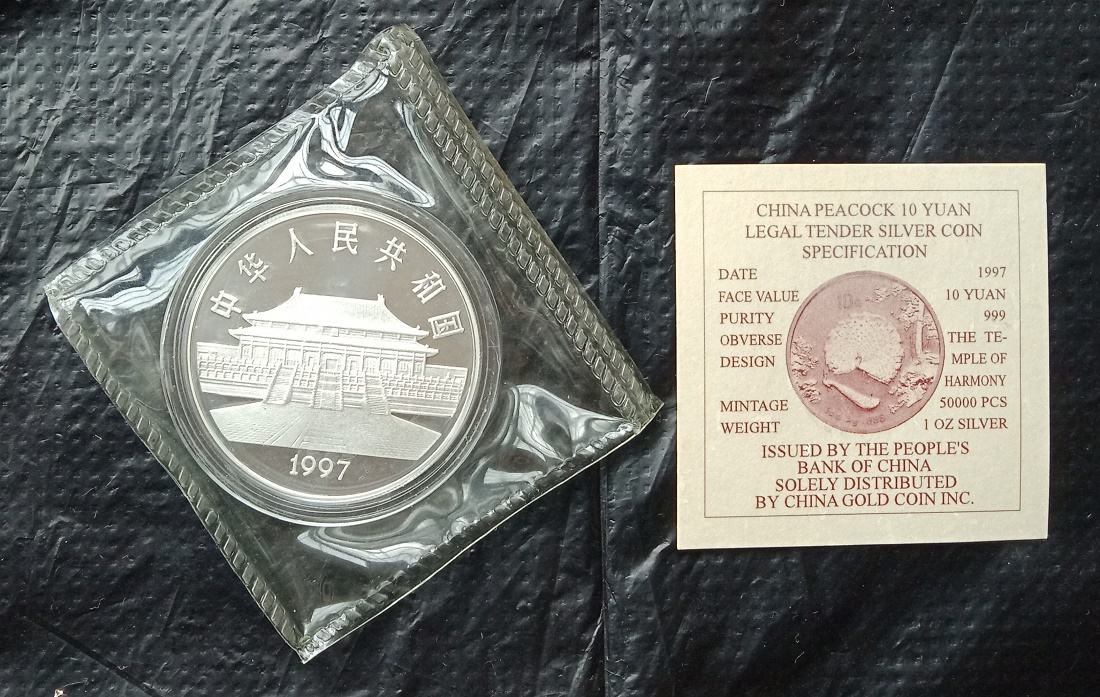 中华人民共和国
1997
CHINA PEACOCK 10 YUAN
LEGAL TENDER SILVER COIN
SPECIFICATION
DATE 1997
FACE VALUE 10 YUAN
PURITY 999
OBVERSE THE TE-
DESIGN MPLE OF
HARMONY
MINTAGE 50000 PCS
WEIGHT 1 OZ SILVER
10
ISSUED BY THE PEOPLE'S
BANK OF CHINA
SOLELY DISTRIBUTED
BY CHINA GOLD COIN INC.